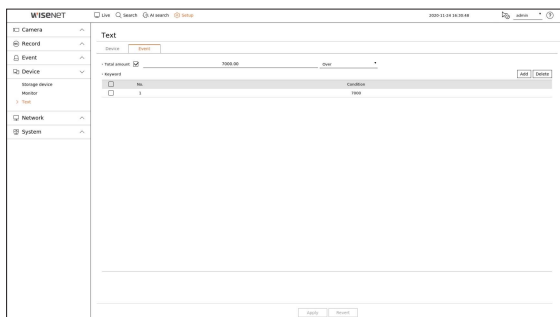 WISENET
Live Search AI search Setup 2020-11-24 16:30:48 admin
Camera
Record
Event
Device
Storage device
Monitor
Text
Network
System
Text
Device Event
Total amount 7000.00 Over
Keyword Add Delete
No. Condition
1 7000
Apply Revert